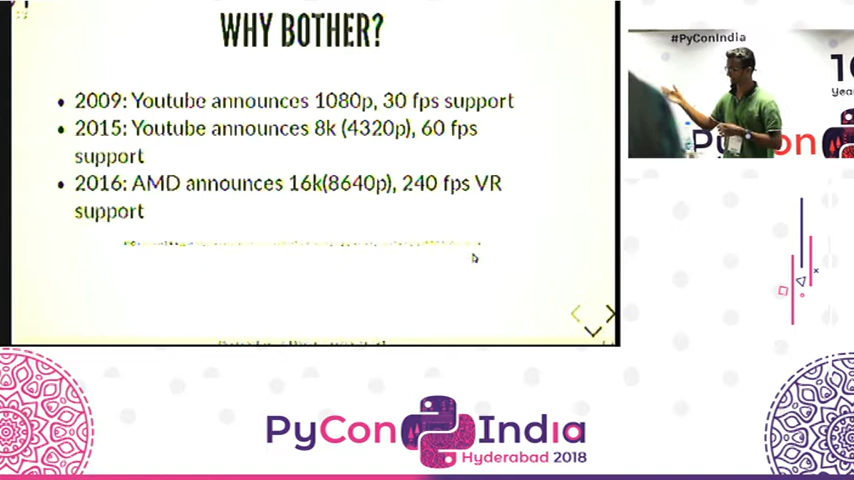 WHY BOTHER?
• 2009: Youtube announces 1080p, 30 fps support
• 2015: Youtube announces 8k (4320p), 60 fps
support
• 2016: AMD announces 16k(8640p), 240 fps VR
support
#PyConIndia
Year
PyCon India
Hyderabad 2018